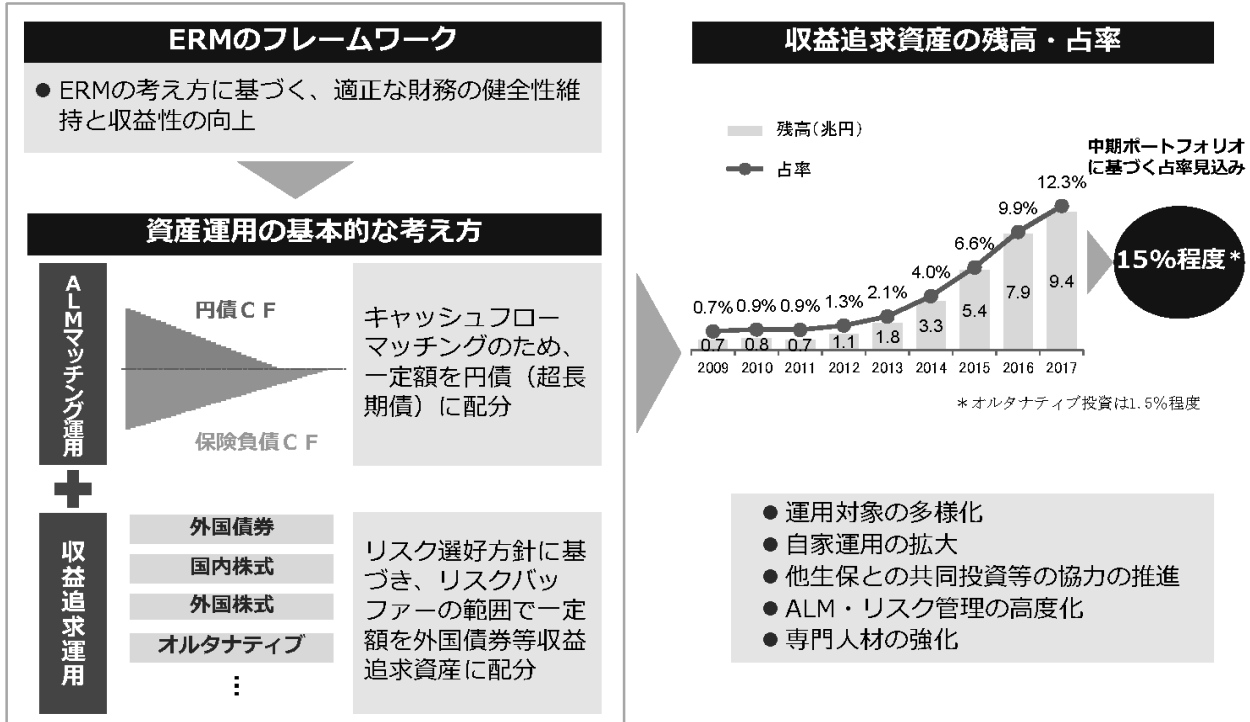 ERMのフレームワーク
● ERMの考え方に基づく、適正な財務の健全性維
持と収益性の向上
資産運用の基本的な考え方
ALMマッチング運用
円債ＣＦ
保険負債ＣＦ
キャッシュフロー
マッチングのため、
一定額を円債（超長
期債）に配分
収益追求運用
外国債券
国内株式
外国株式
オルタナティブ
⋮
リスク選好方針に基
づき、リスクバッ
ファーの範囲で一定
額を外国債券等収益
追求資産に配分
収益追求資産の残高・占率
残高(兆円)
占率
中期ポートフォリオ
に基づく占率見込み
15%程度*
0.7% 0.9% 0.9% 1.3% 2.1% 4.0% 6.6% 9.9% 12.3%
0.7 0.8 0.7 1.1 1.8 3.3 5.4 7.9 9.4
2009 2010 2011 2012 2013 2014 2015 2016 2017
＊オルタナティブ投資は1.5%程度
● 運用対象の多様化
● 自家運用の拡大
● 他生保との共同投資等の協力の推進
● ALM・リスク管理の高度化
● 専門人材の強化